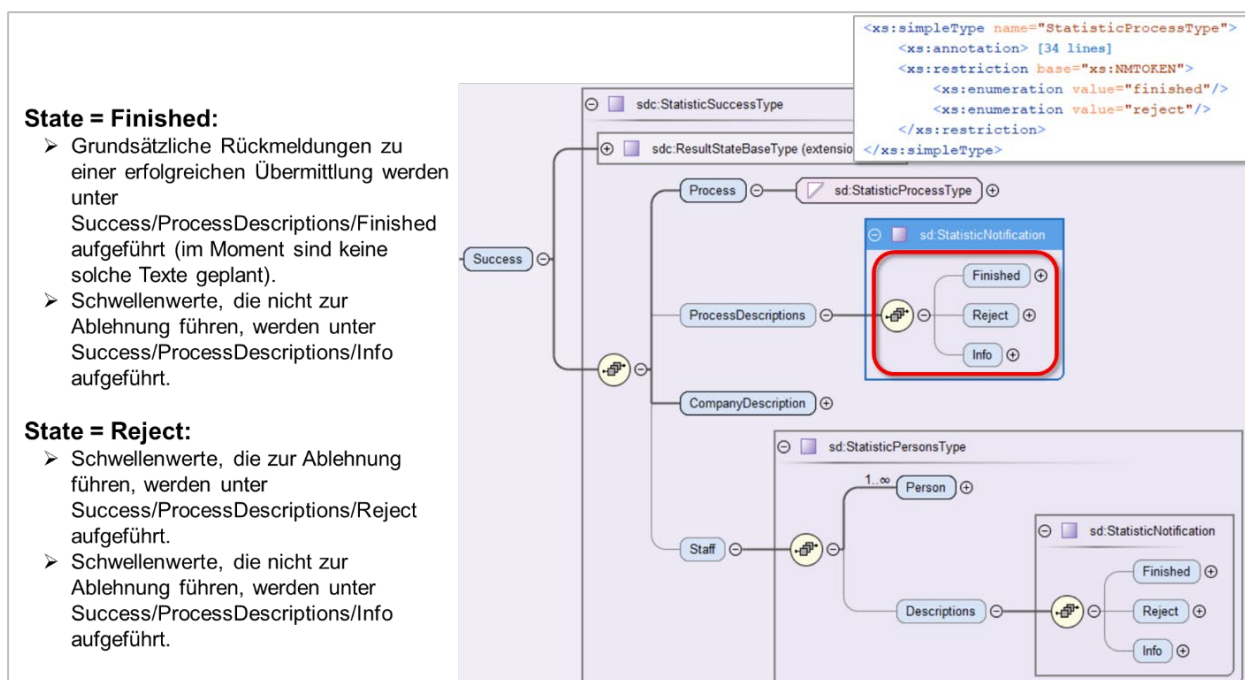 <xs:simpleType name="StatisticProcessType">
<xs:annotation> [34 lines]
<xs:restriction base="xs:NMTOKEN">
<xs:enumeration value="finished"/>
<xs:enumeration value="reject"/>
</xs:restriction>
</xs:simpleType>
State = Finished:
Grundsätzliche Rückmeldungen zu
einer erfolgreichen Übermittlung werden
unter
Success/ProcessDescriptions/Finished
aufgeführt (im Moment sind keine
solche Texte geplant).
Schwellenwerte, die nicht zur
Ablehnung führen, werden unter
Success/ProcessDescriptions/Info
aufgeführt.
State = Reject:
Schwellenwerte, die zur Ablehnung
führen, werden unter
Success/ProcessDescriptions/Reject
aufgeführt.
Schwellenwerte, die nicht zur
Ablehnung führen, werden unter
Success/ProcessDescriptions/Info
aufgeführt.
sdc:StatisticSuccessType
sdc:ResultStateBaseType (extensio
Process
sd:StatisticProcessType
sd:StatisticNotification
Success
Finished
ProcessDescriptions
Reject
Info
CompanyDescription
sd:StatisticPersonsType
1..∞
Person
Staff
sd:StatisticNotification
Finished
Descriptions
Reject
Info